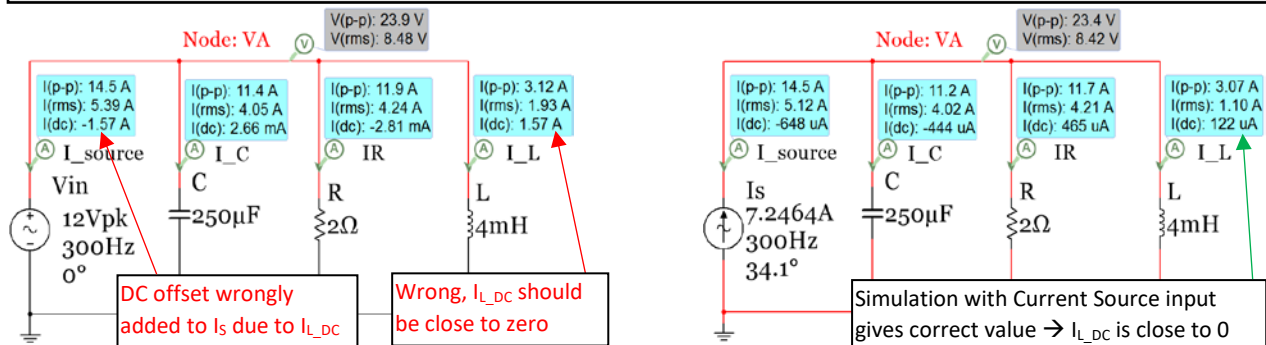 V(p-p): 23.9 V
V(rms): 8.48 V
Node: VA
V
I(p-p): 14.5 A
I(rms): 5.39 A
I(dc): -1.57 A
I(p-p): 11.4 A
I(rms): 4.05 A
I(dc): 2.66 mA
I(p-p): 11.9 A
I(rms): 4.24 A
I(dc): -2.81 mA
I(p-p): 3.12 A
I(rms): 1.93 A
I(dc): 1.57 A
A I_source
A I_C
A IR
A I_L
Vin
12Vpk
300Hz
0°
C
250µF
R
2Ω
L
4mH
DC offset wrongly
added to IS due to IL_DC
Wrong, IL_DC should
be close to zero
V(p-p): 23.4 V
V(rms): 8.42 V
Node: VA
V
I(p-p): 14.5 A
I(rms): 5.12 A
I(dc): -648 uA
I(p-p): 11.2 A
I(rms): 4.02 A
I(dc): -444 uA
I(p-p): 11.7 A
I(rms): 4.21 A
I(dc): 465 uA
I(p-p): 3.07 A
I(rms): 1.10 A
I(dc): 122 uA
A I_source
A I_C
A IR
A I_L
Is
7.2464A
300Hz
34.1°
C
250µF
R
2Ω
L
4mH
Simulation with Current Source input
gives correct value → IL_DC is close to 0